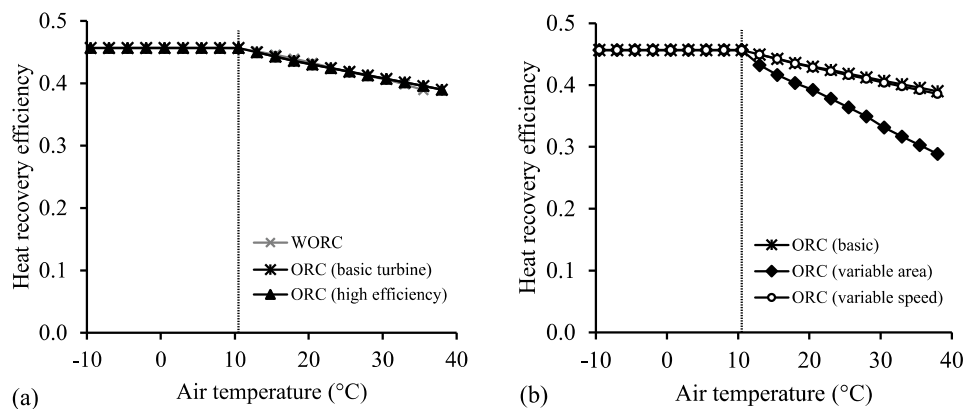 0.5
0.4
0.3
0.2
0.1
0.0
Heat recovery efficiency
WORC
ORC (basic turbine)
ORC (high efficiency)
-10 0 10 20 30 40
Air temperature (°C)
(a)
0.5
0.4
0.3
0.2
0.1
0.0
Heat recovery efficiency
ORC (basic)
ORC (variable area)
ORC (variable speed)
-10 0 10 20 30 40
Air temperature (°C)
(b)